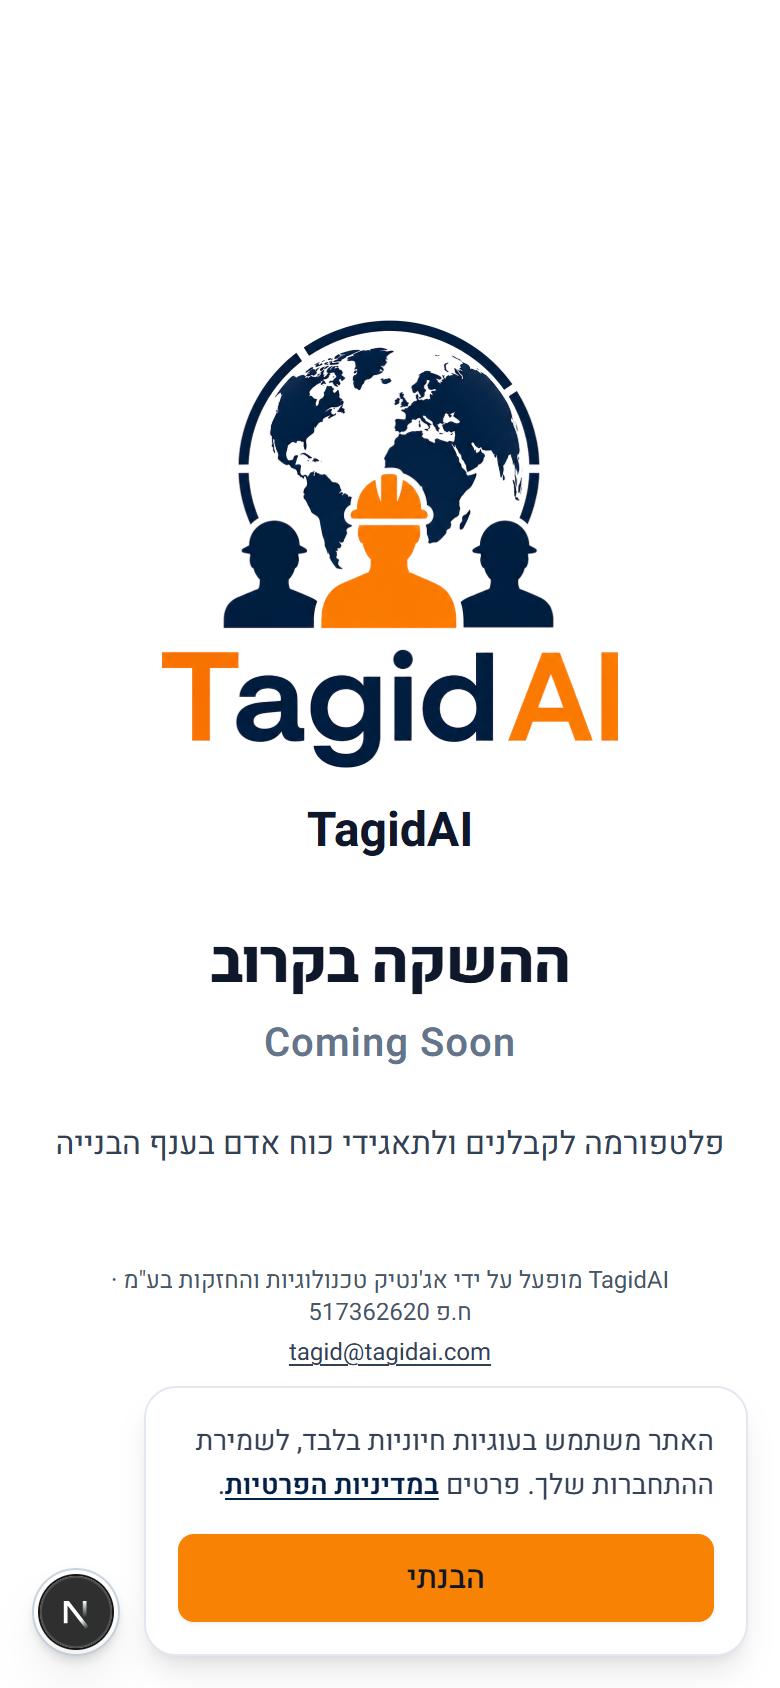 TagidAI
TagidAI
ההשקה בקרוב
Coming Soon
פלטפורמה לקבלנים ולתאגידי כוח אדם בענף הבנייה
TagidAI מופעל על ידי אג'נטיק טכנולוגיות והחזקות בע"מ ·
ח.פ 517362620
tagid@tagidai.com
האתר משתמש בעוגיות חיוניות בלבד, לשמירת
ההתחברות שלך. פרטים במדיניות הפרטיות.
הבנתי
N